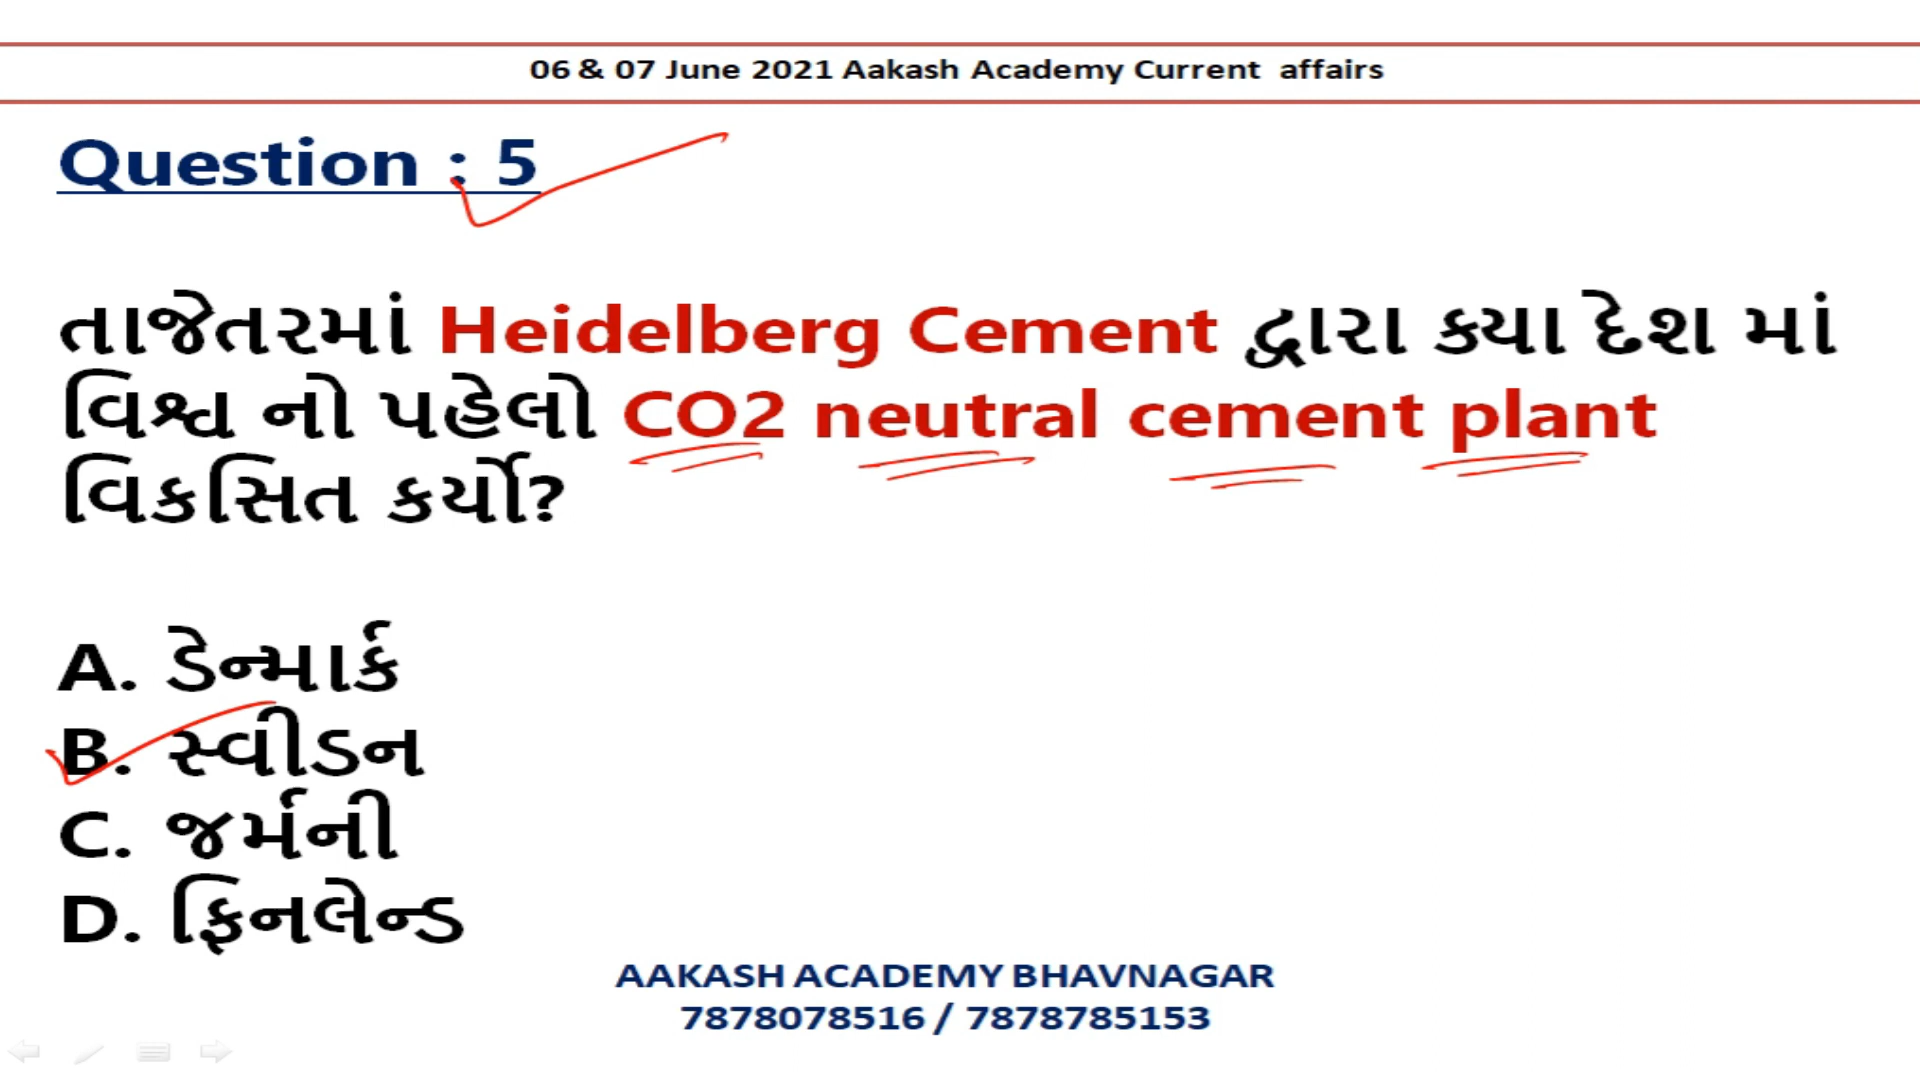 06 & 07 June 2021 Aakash Academy Current affairs
Question : 5
તાજેતરમાં Heidelberg Cement દ્વારા ક્યા દેશ માં
વિશ્વ નો પહેલો CO2 neutral cement plant
વિકસિત કર્યો?
A. ડેન્માર્ક
B. સ્વીડન
C. જર્મની
D. ફિનલેન્ડ
AAKASH ACADEMY BHAVNAGAR
7878078516 / 7878785153